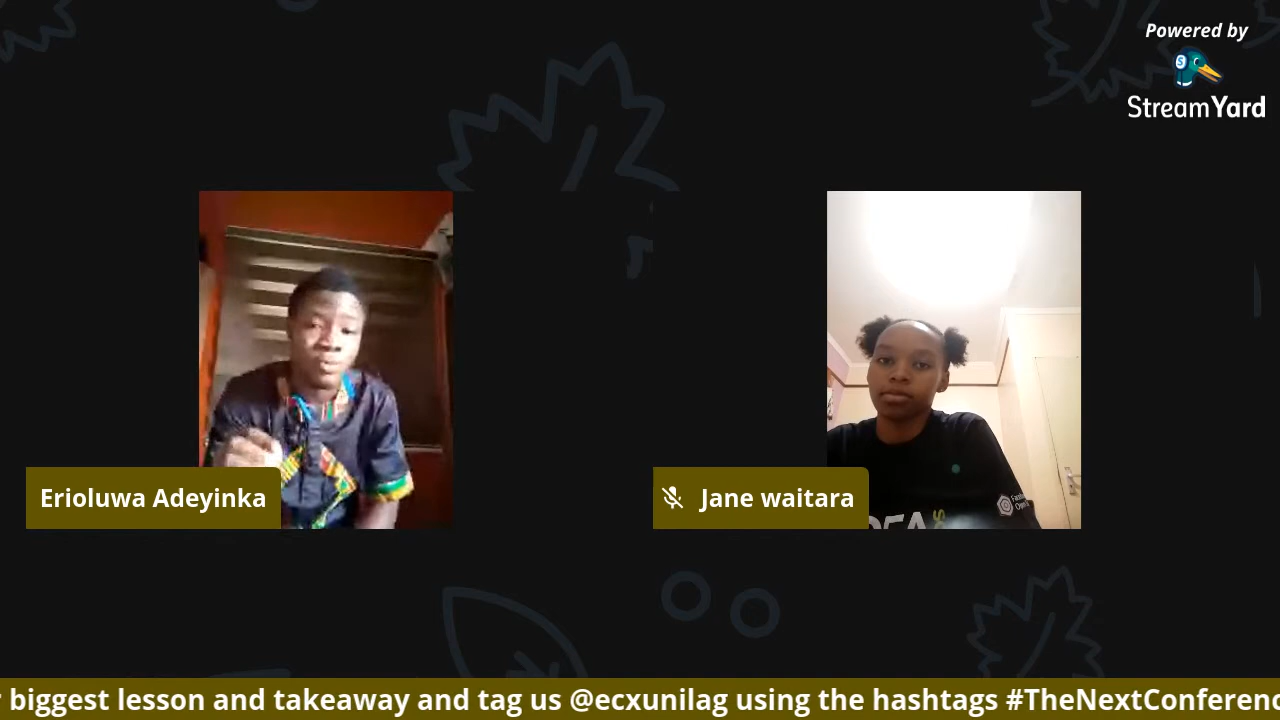 Powered by
StreamYard
Erioluwa Adeyinka
Jane waitara
biggest lesson and takeaway and tag us @ecxunilag using the hashtags #TheNextConferenc